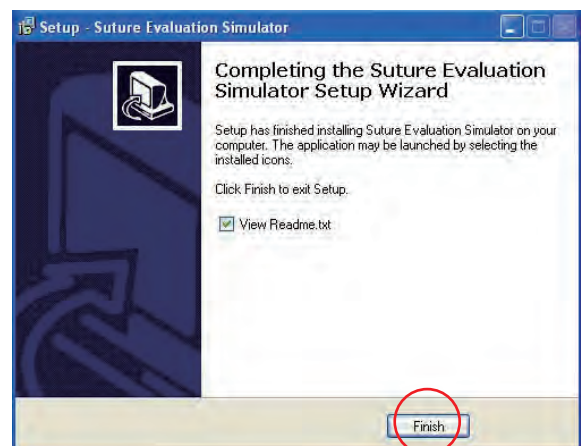 Setup - Suture Evaluation Simulator
Completing the Suture Evaluation
Simulator Setup Wizard
Setup has finished installing Suture Evaluation Simulator on your
computer. The application may be launched by selecting the
installed icons.
Click Finish to exit Setup.
View Readme.txt
Finish